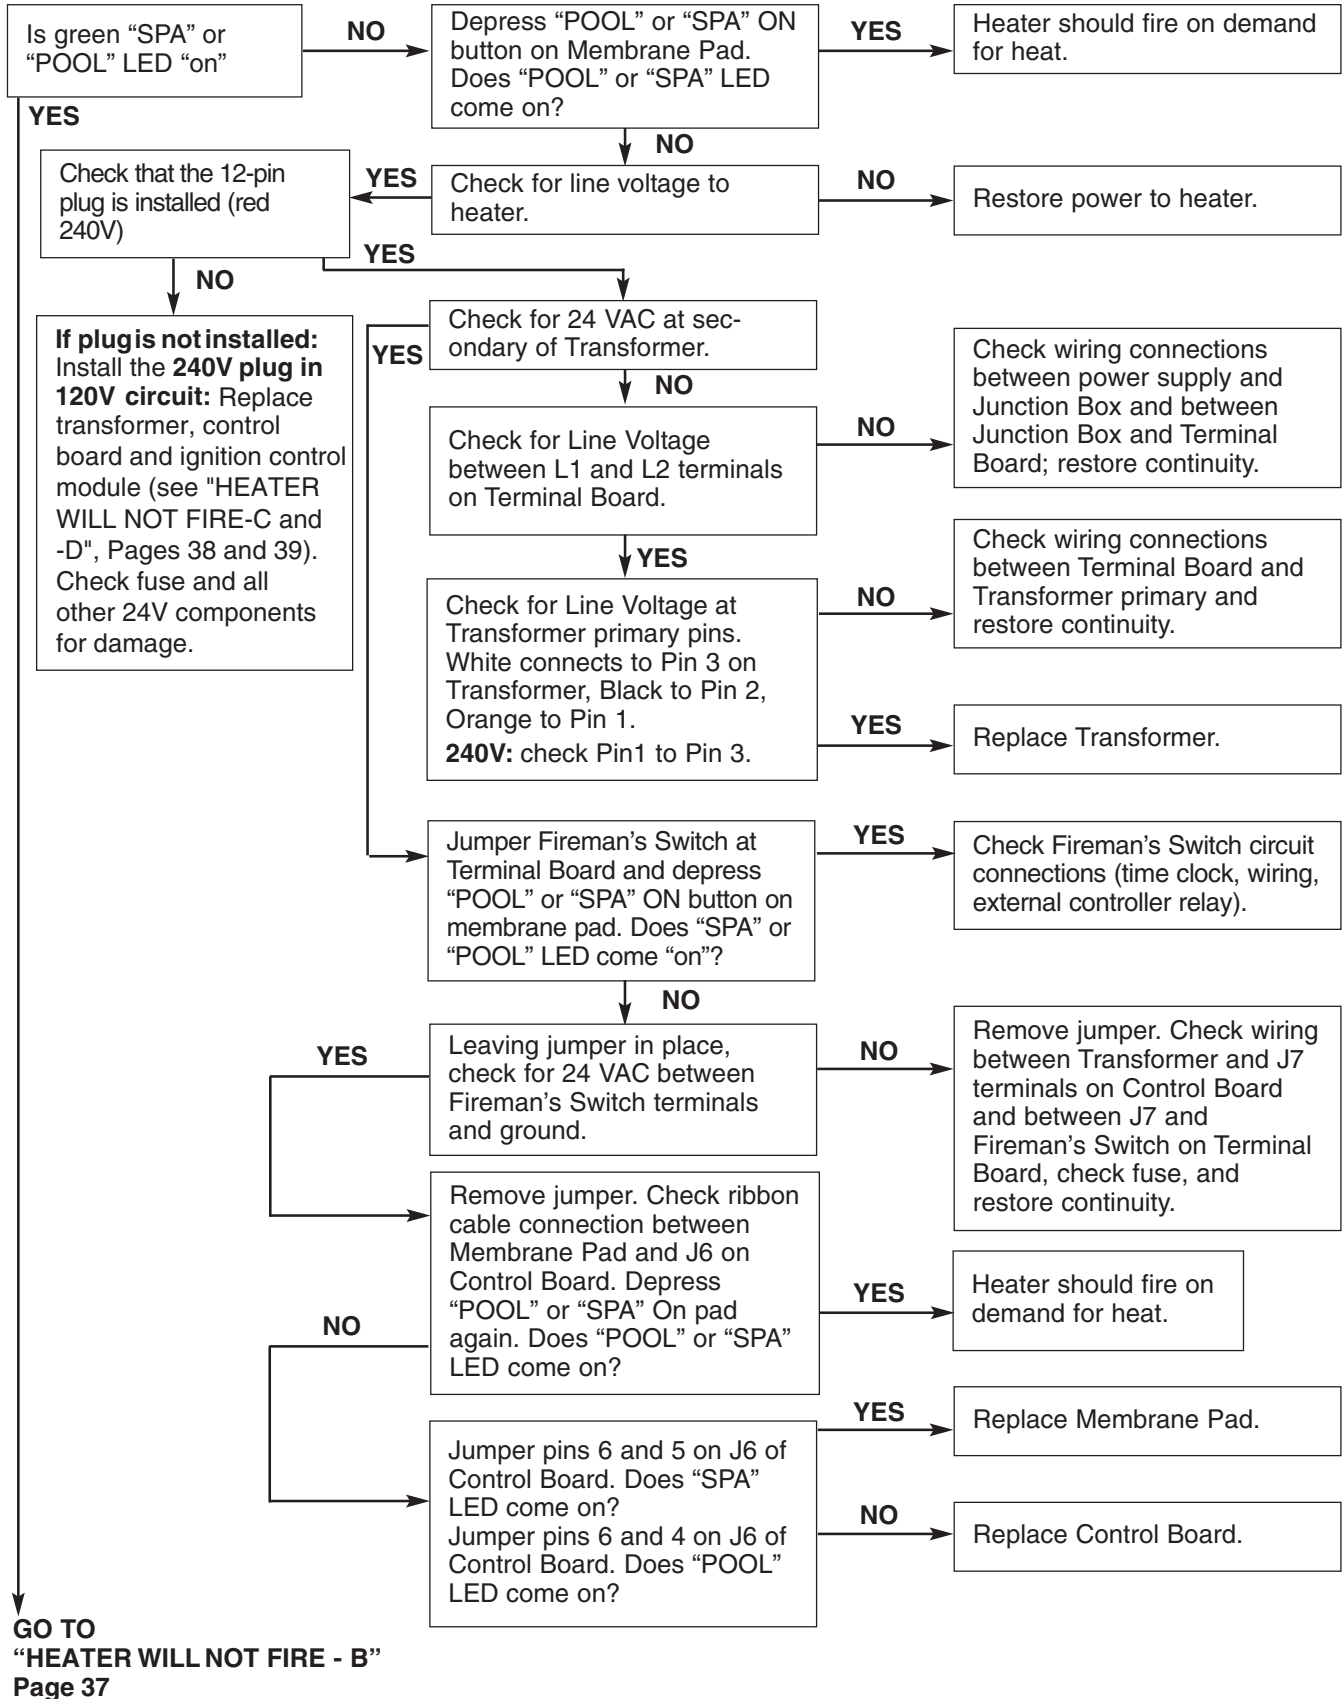 Is green “SPA” or
“POOL” LED “on”
NO
Depress “POOL” or “SPA” ON
button on Membrane Pad.
Does “POOL” or “SPA” LED
come on?
YES
Heater should fire on demand
for heat.
YES
NO
Check that the 12-pin
plug is installed (red
240V)
YES
Check for line voltage to
heater.
NO
Restore power to heater.
YES
NO
If plug is not installed:
Install the 240V plug in
120V circuit: Replace
transformer, control
board and ignition control
module (see "HEATER
WILL NOT FIRE-C and
-D", Pages 38 and 39).
Check fuse and all
other 24V components
for damage.
Check for 24 VAC at sec-
ondary of Transformer.
YES
NO
Check for Line Voltage
between L1 and L2 terminals
on Terminal Board.
NO
Check wiring connections
between power supply and
Junction Box and between
Junction Box and Terminal
Board; restore continuity.
YES
Check for Line Voltage at
Transformer primary pins.
White connects to Pin 3 on
Transformer, Black to Pin 2,
Orange to Pin 1.
240V: check Pin1 to Pin 3.
NO
Check wiring connections
between Terminal Board and
Transformer primary and
restore continuity.
YES
Replace Transformer.
Jumper Fireman’s Switch at
Terminal Board and depress
“POOL” or “SPA” ON button on
membrane pad. Does “SPA” or
“POOL” LED come “on”?
YES
Check Fireman’s Switch circuit
connections (time clock, wiring,
external controller relay).
NO
YES
Leaving jumper in place,
check for 24 VAC between
Fireman’s Switch terminals
and ground.
NO
Remove jumper. Check wiring
between Transformer and J7
terminals on Control Board
and between J7 and
Fireman’s Switch on Terminal
Board, check fuse, and
restore continuity.
Remove jumper. Check ribbon
cable connection between
Membrane Pad and J6 on
Control Board. Depress
“POOL” or “SPA” On pad
again. Does “POOL” or “SPA”
LED come on?
YES
Heater should fire on
demand for heat.
NO
Jumper pins 6 and 5 on J6 of
Control Board. Does “SPA”
LED come on?
Jumper pins 6 and 4 on J6 of
Control Board. Does “POOL”
LED come on?
YES
Replace Membrane Pad.
NO
Replace Control Board.
GO TO
“HEATER WILL NOT FIRE - B”
Page 37